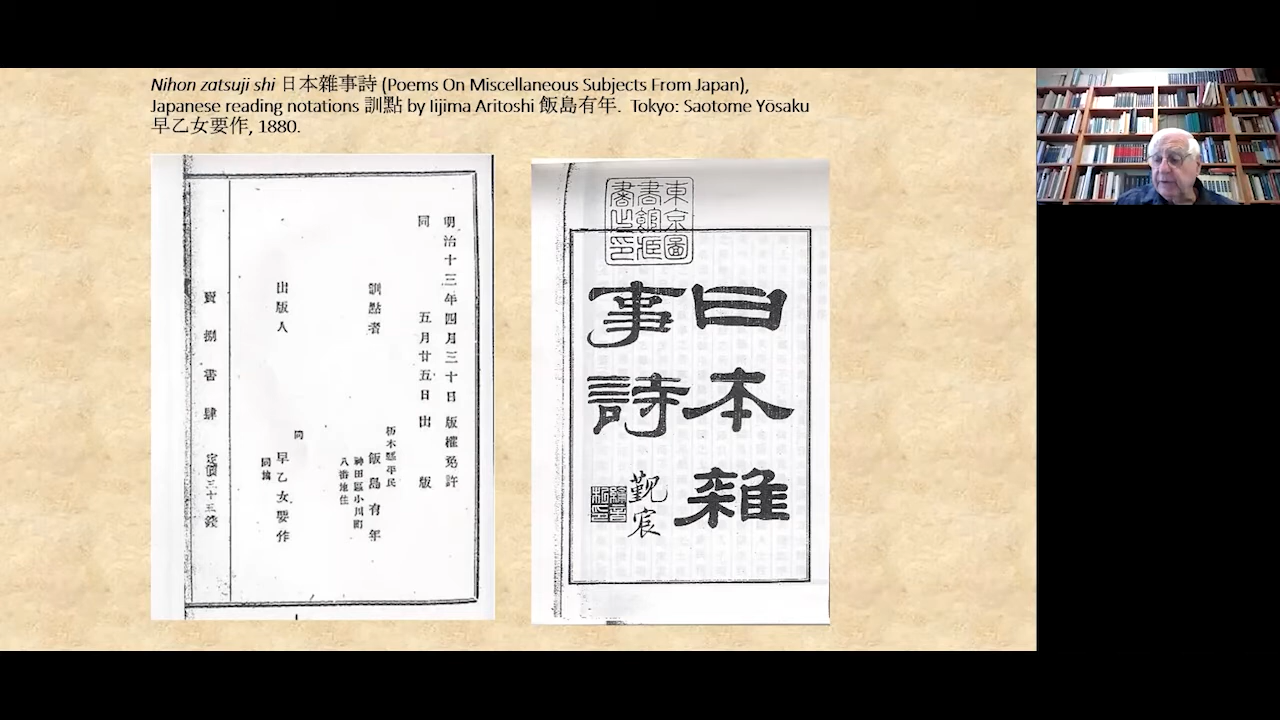 Nihon zatsuji shi 日本雜事詩 (Poems On Miscellaneous Subjects From Japan),
Japanese reading notations 訓點 by Iijima Aritoshi 飯島有年. Tokyo: Saotome Yōsaku
早乙女要作, 1880.
明治十三年四月三十日版權免許
同 五月廿五日出版
訓點者
栃木縣平民
飯島有年
神田區小川町
八番地住
出版人
同
早乙女要作
賣捌書肆 定價三十三錢
東京圖
書館藏
書之印
日本雜
事詩